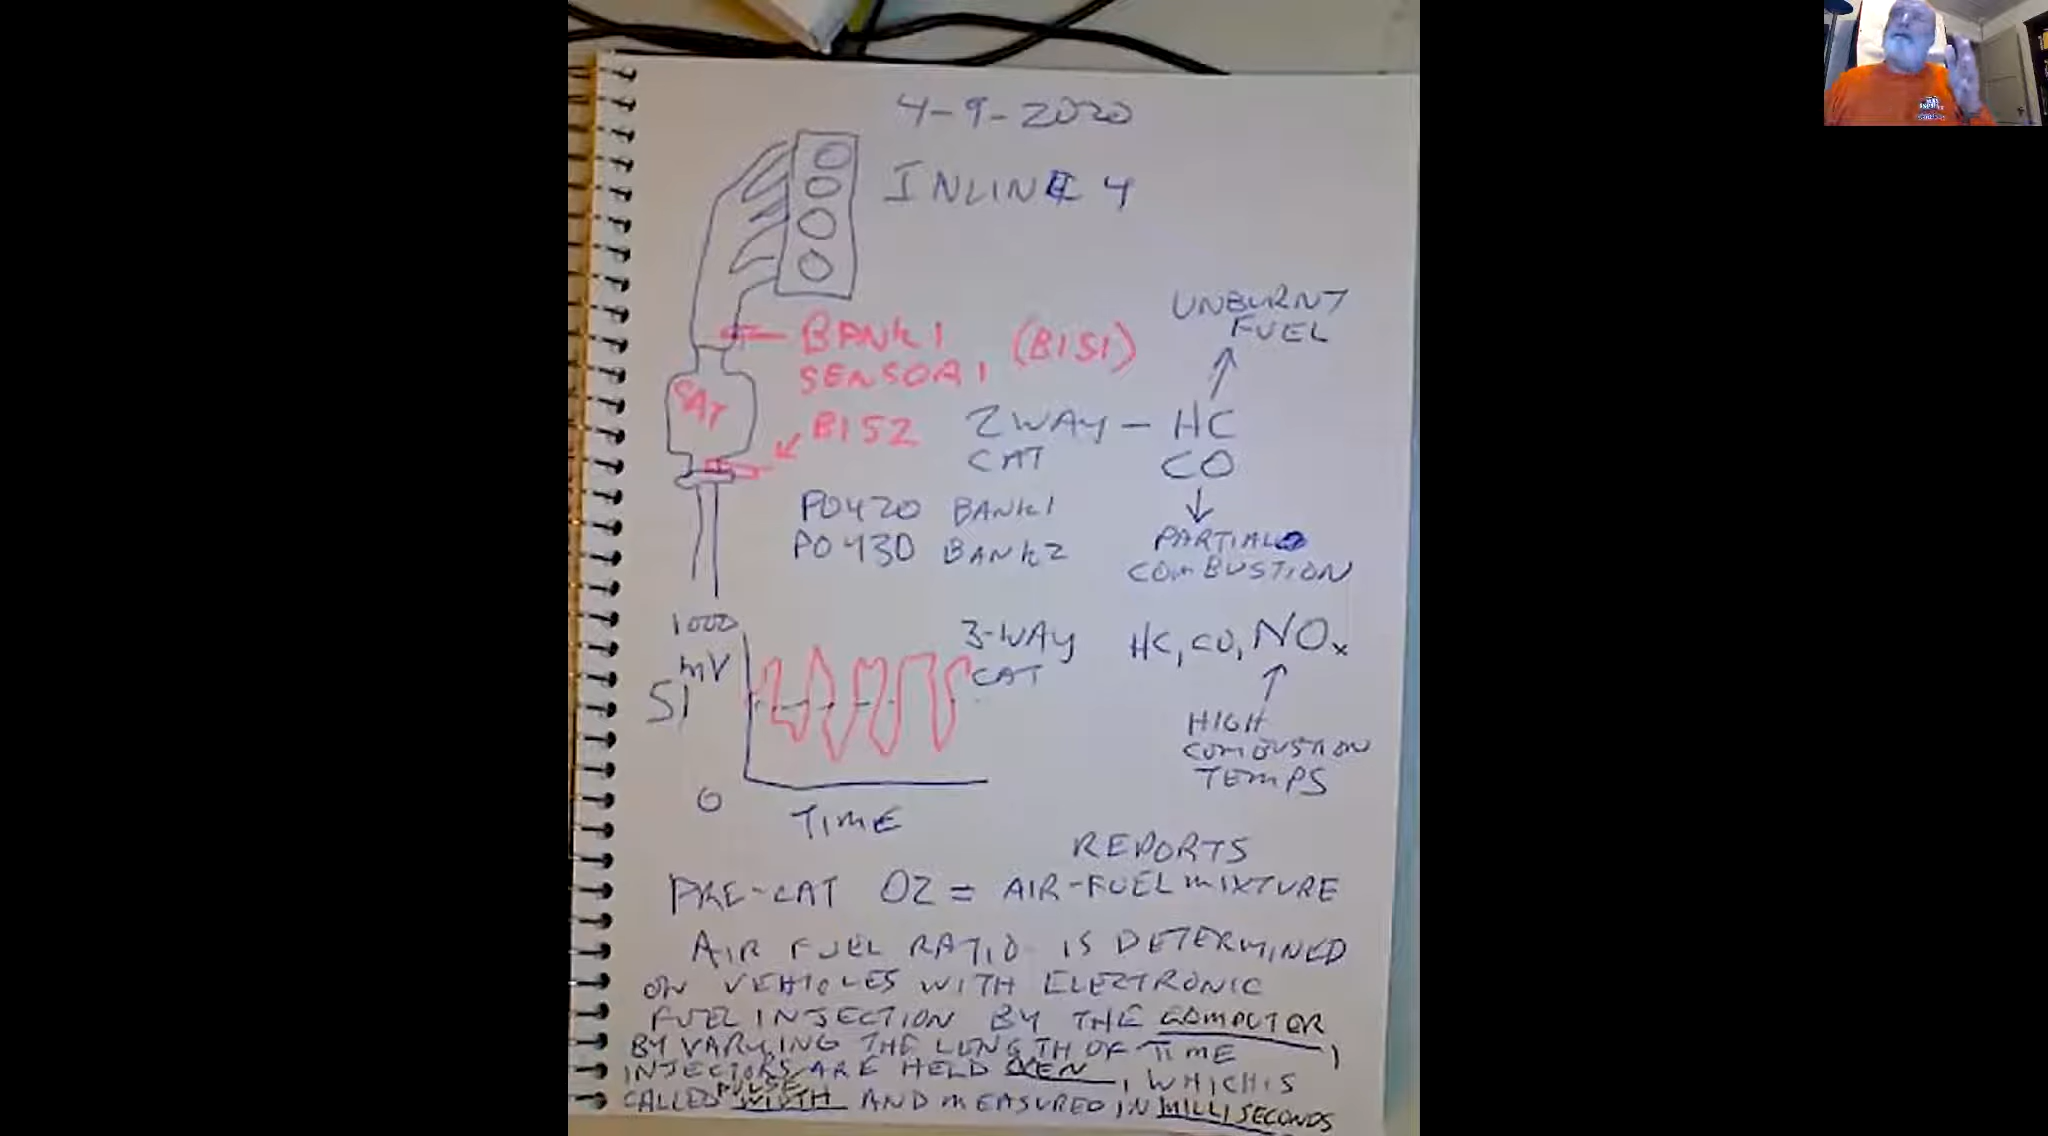 4-9-2020
INLINE 4
UNBURNT
FUEL
BANK 1
SENSOR 1 (B1S1)
CAT
B1S2
2 WAY - HC
CAT CO
P0420 BANK 1
P0430 BANK 2
PARTIAL
COMBUSTION
1000
mV
S1
0
TIME
3-WAY HC, CO, NOx
CAT
HIGH
COMBUSTION
TEMPS
REPORTS
PRE-CAT O2 = AIR-FUEL MIXTURE
AIR FUEL RATIO IS DETERMINED
ON VEHICLES WITH ELECTRONIC
FUEL INJECTION BY THE COMPUTER,
BY VARYING THE LENGTH OF TIME
INJECTORS ARE HELD OPEN, WHICH IS
CALLED PULSE WIDTH AND MEASURED IN MILLISECONDS